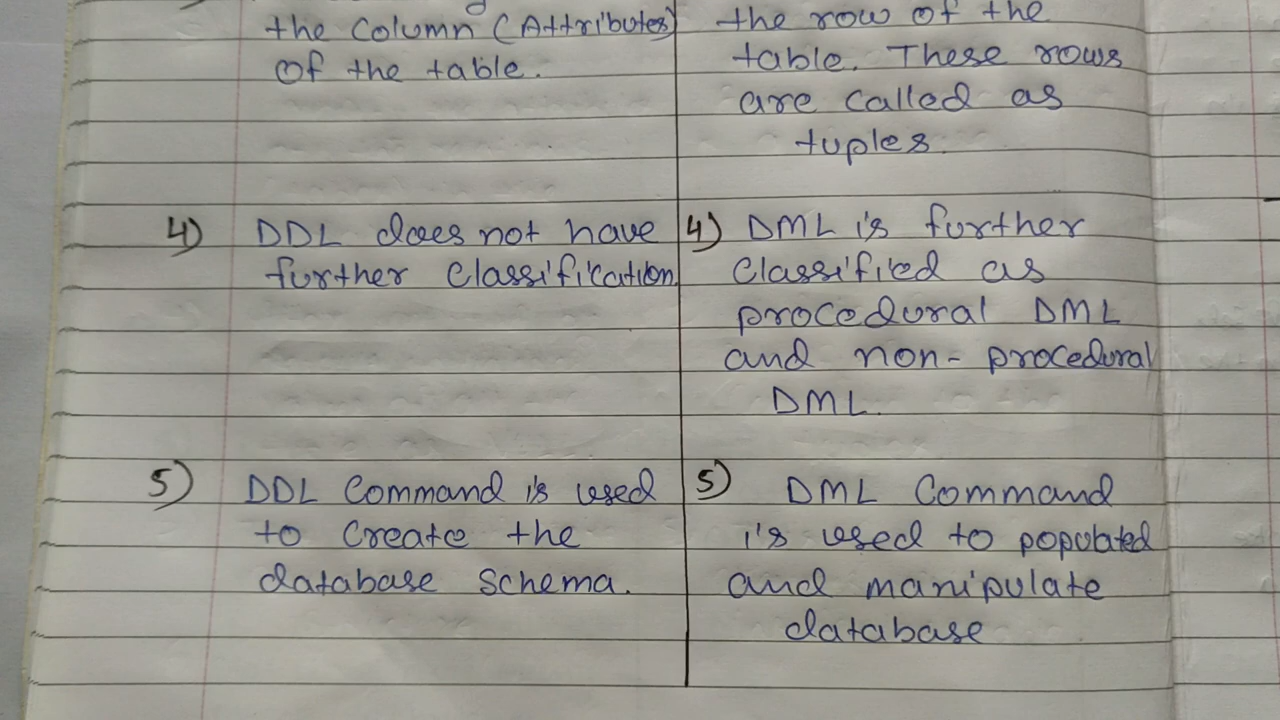 the column (Attributes)
of the table.
the row of the
table. These rows
are called as
tuples.
4) DDL does not have
further classification.
4) DML is further
classified as
procedural DML
and non-procedural
DML.
5) DDL Command is used
to create the
database schema.
5) DML Command
is used to populated
and manipulate
database